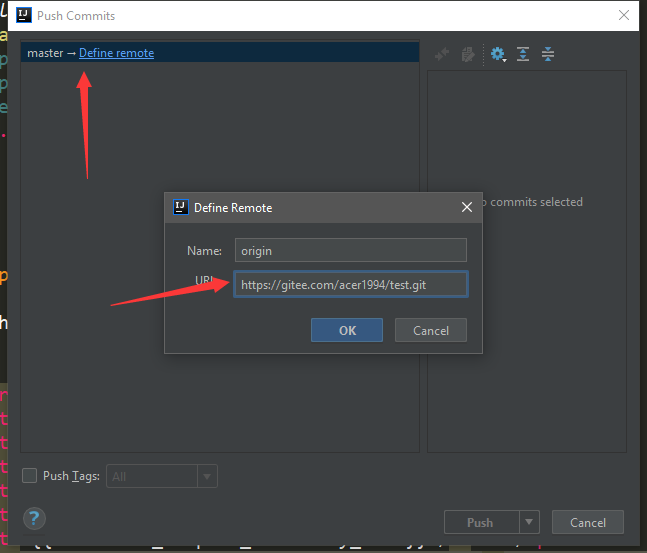 Push Commits
master → Define remote
No commits selected
Define Remote
Name: origin
URL: https://gitee.com/acer1994/test.git
OK Cancel
Push Tags: All
?
Push Cancel